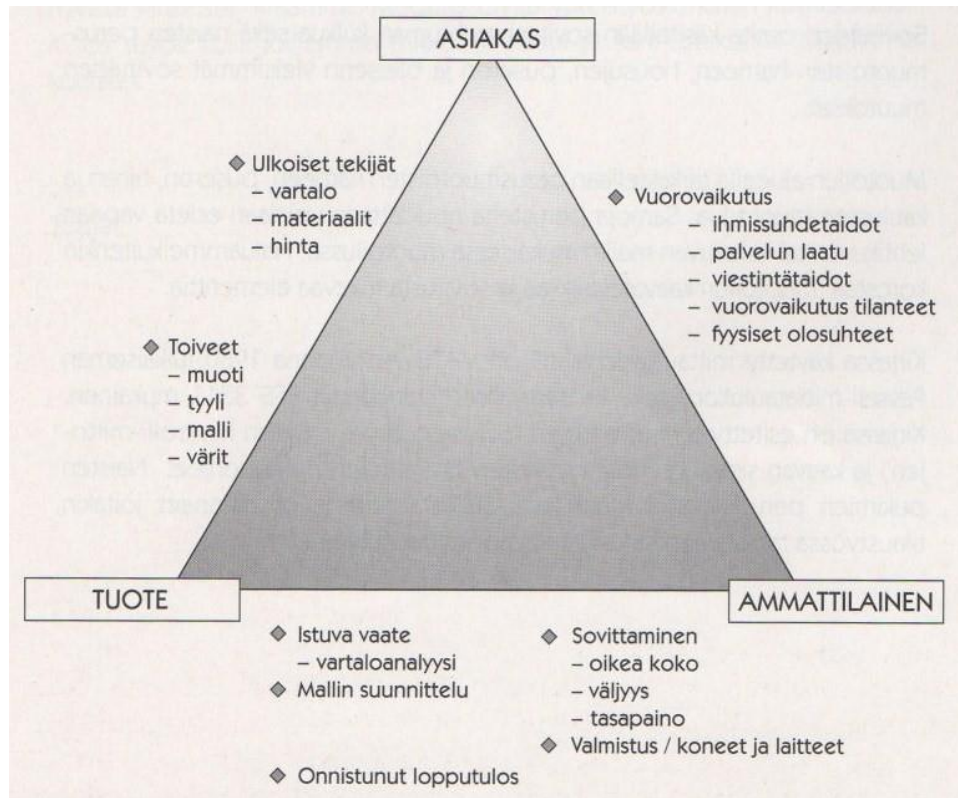 ASIAKAS
◆ Ulkoiset tekijät
– vartalo
– materiaalit
– hinta
◆ Vuorovaikutus
– ihmissuhdetaidot
– palvelun laatu
– viestintätaidot
– vuorovaikutus tilanteet
– fyysiset olosuhteet
◆ Toiveet
– muoti
– tyyli
– malli
– värit
TUOTE
AMMATTILAINEN
◆ Istuva vaate
– vartaloanalyysi
◆ Mallin suunnittelu
◆ Sovittaminen
– oikea koko
– väljyys
– tasapaino
◆ Valmistus / koneet ja laitteet
◆ Onnistunut lopputulos